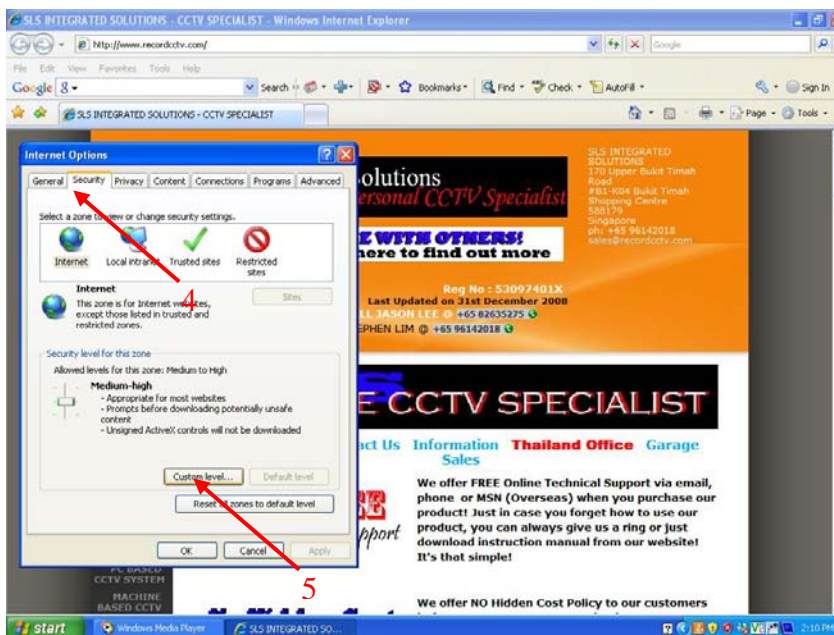 SLS INTEGRATED SOLUTIONS - CCTV SPECIALIST - Windows Internet Explorer
http://www.recordcctv.com/
Google
File Edit View Favorites Tools Help
Google Search Bookmarks Find Check AutoFill Sign In
SLS INTEGRATED SOLUTIONS - CCTV SPECIALIST
Page Tools
Internet Options
General Security Privacy Content Connections Programs Advanced
Select a zone to view or change security settings.
Internet Local intranet Trusted sites Restricted sites
4
Internet
Sites
This zone is for Internet websites,
except those listed in trusted and
restricted zones.
Security level for this zone
Allowed levels for this zone: Medium to High
Medium-high
- Appropriate for most websites
- Prompts before downloading potentially unsafe
content
- Unsigned ActiveX controls will not be downloaded
Custom level... Default level
Reset all zones to default level
OK Cancel Apply
5
SLS INTEGRATED
SOLUTIONS
170 Upper Bukit Timah
Road
#B1-K04 Bukit Timah
Shopping Centre
588179
Singapore
ph: +65 96142018
sales@recordcctv.com
olutions
ersonal CCTV Specialist
E WITH OTHERS!
here to find out more
Reg No : 53097401X
Last Updated on 31st December 2008
LL JASON LEE @ +65 82635275
EPHEN LIM @ +65 96142018
E CCTV SPECIALIST
act Us Information Thailand Office Garage
Sales
We offer FREE Online Technical Support via email,
phone or MSN (Overseas) when you purchase our
product! Just in case you forget how to use our
product, you can always give us a ring or just
download instruction manual from our website!
It's that simple!
pport
PC BASED
CCTV SYSTEM
MACHINE
BASED CCTV
We offer NO Hidden Cost Policy to our customers
start Windows Media Player SLS INTEGRATED SO... 2:10 PM